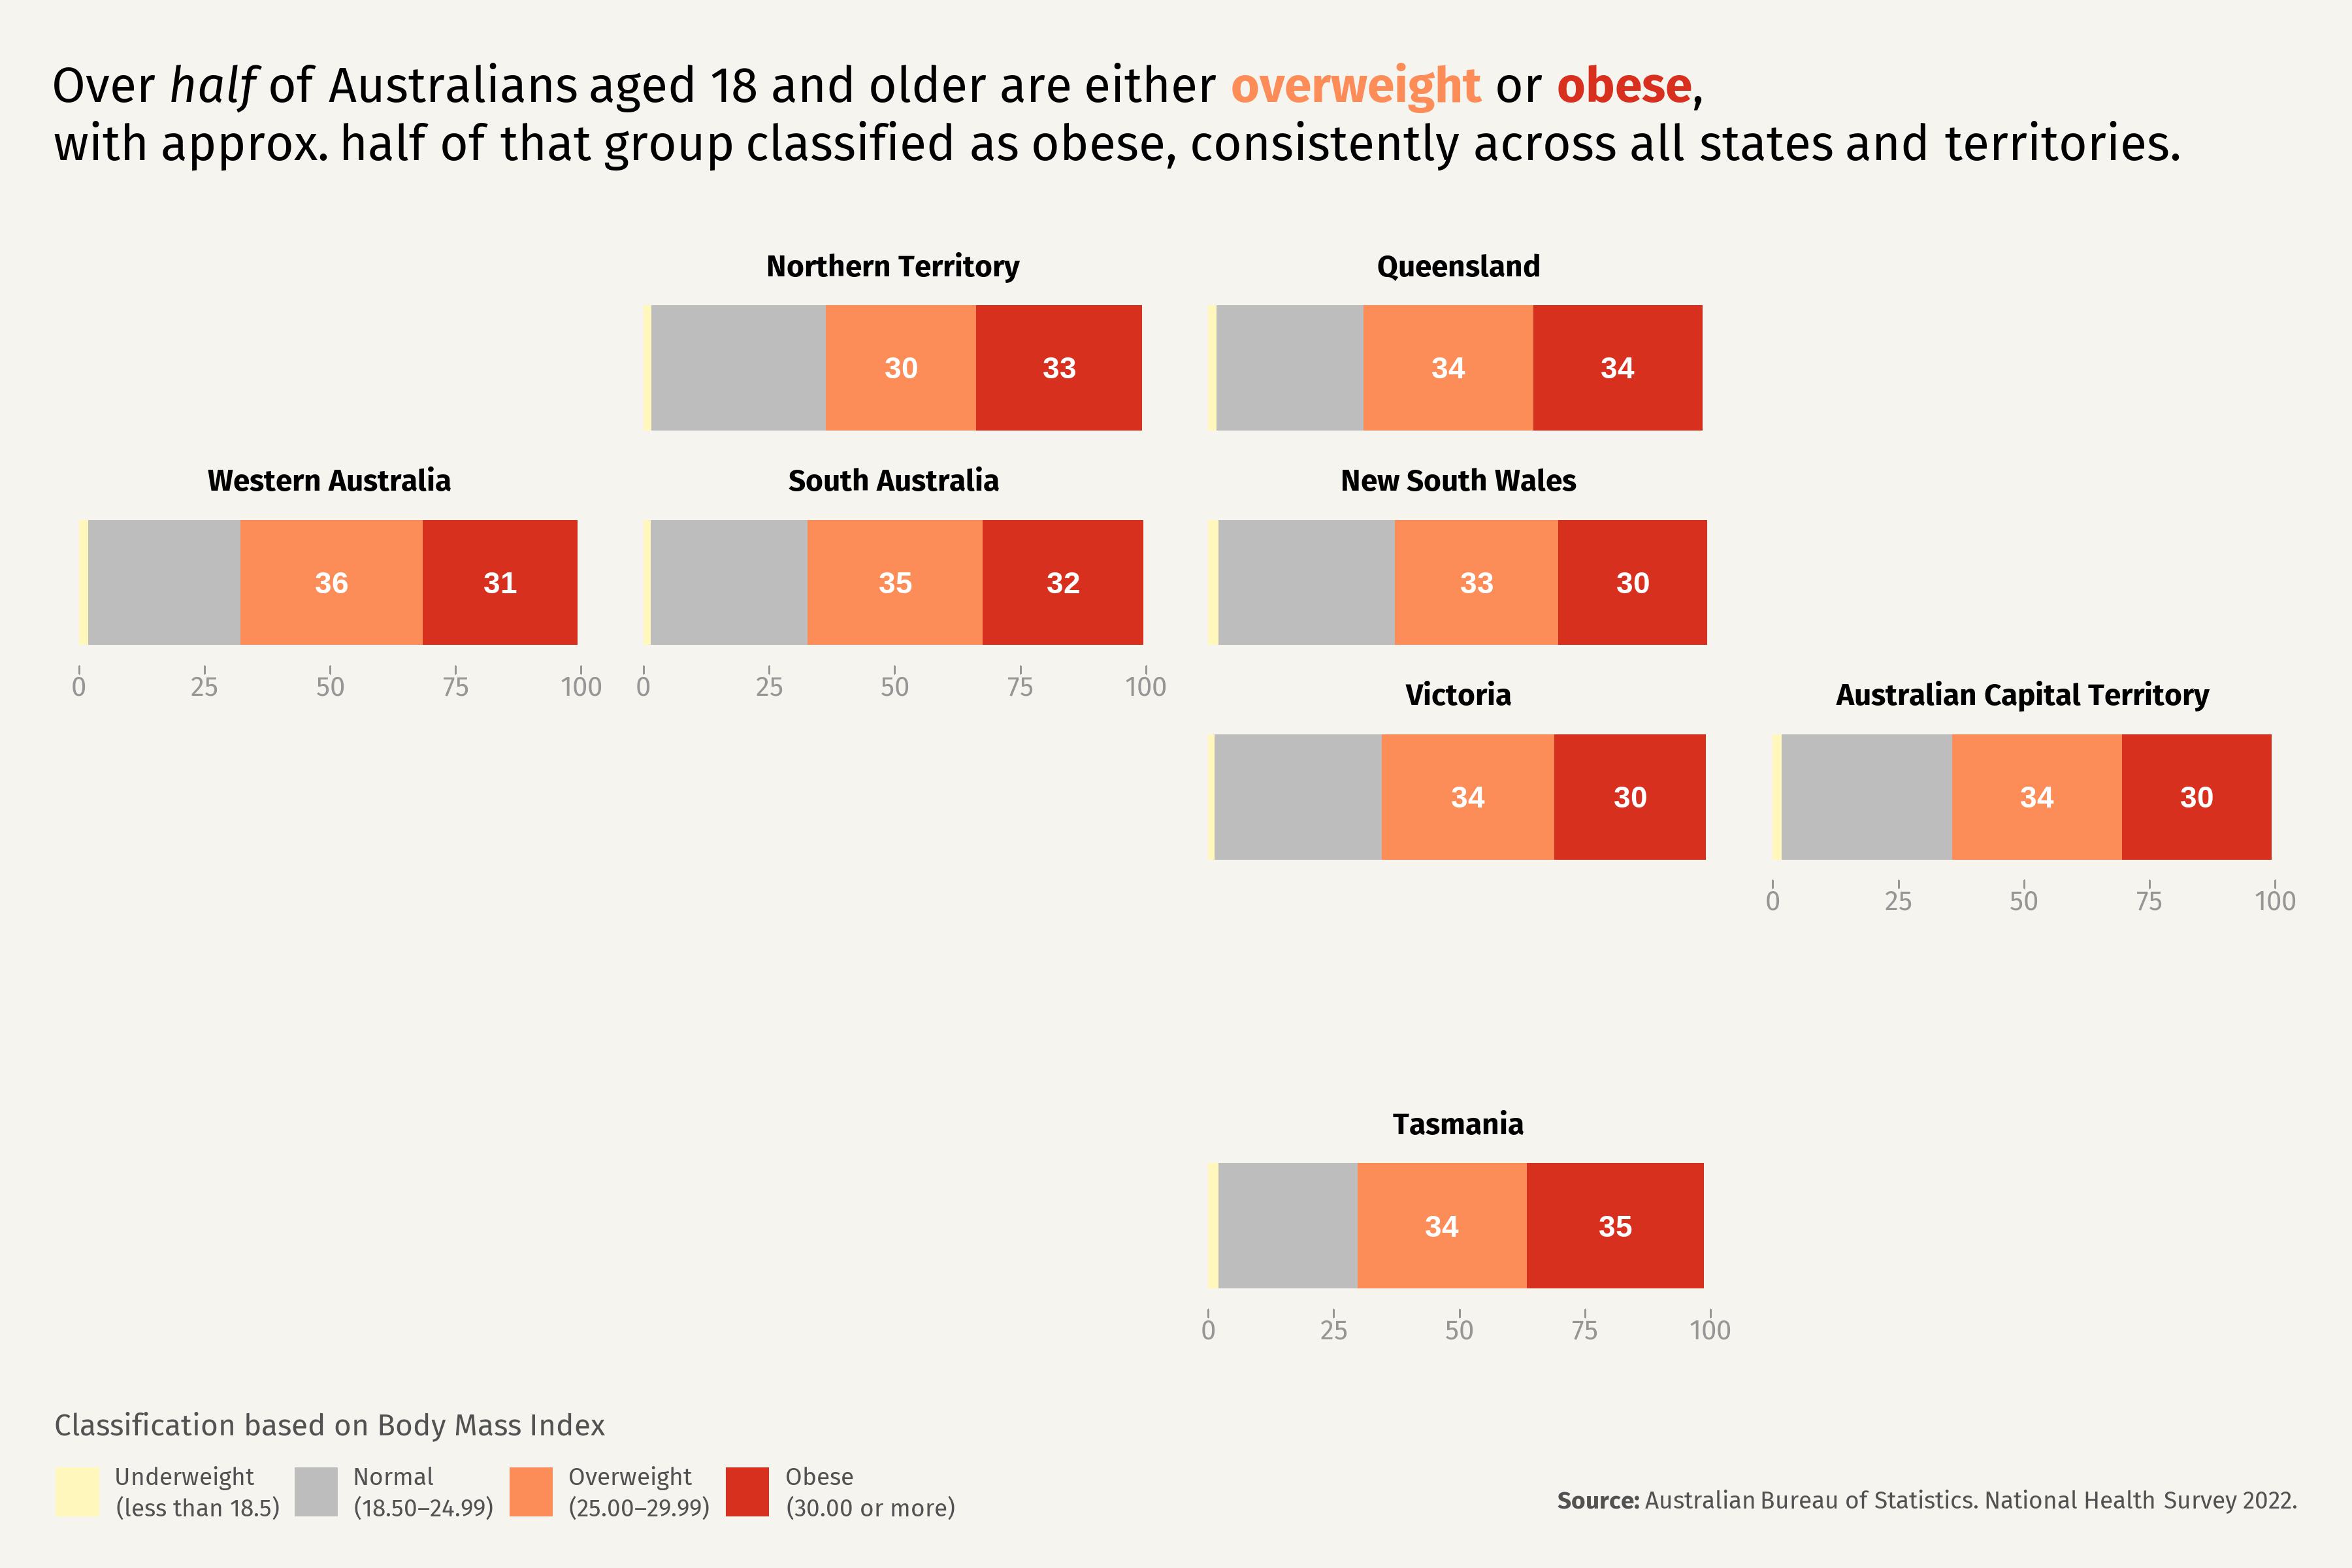 Over half of Australians aged 18 and older are either overweight or obese,
with approx. half of that group classified as obese, consistently across all states and territories.
Northern Territory
30 33
Queensland
34 34
Western Australia
36 31
0 25 50 75 100
South Australia
35 32
0 25 50 75 100
New South Wales
33 30
Victoria
34 30
Australian Capital Territory
34 30
0 25 50 75 100
Tasmania
34 35
0 25 50 75 100
Classification based on Body Mass Index
Underweight
(less than 18.5)
Normal
(18.50–24.99)
Overweight
(25.00–29.99)
Obese
(30.00 or more)
Source: Australian Bureau of Statistics. National Health Survey 2022.